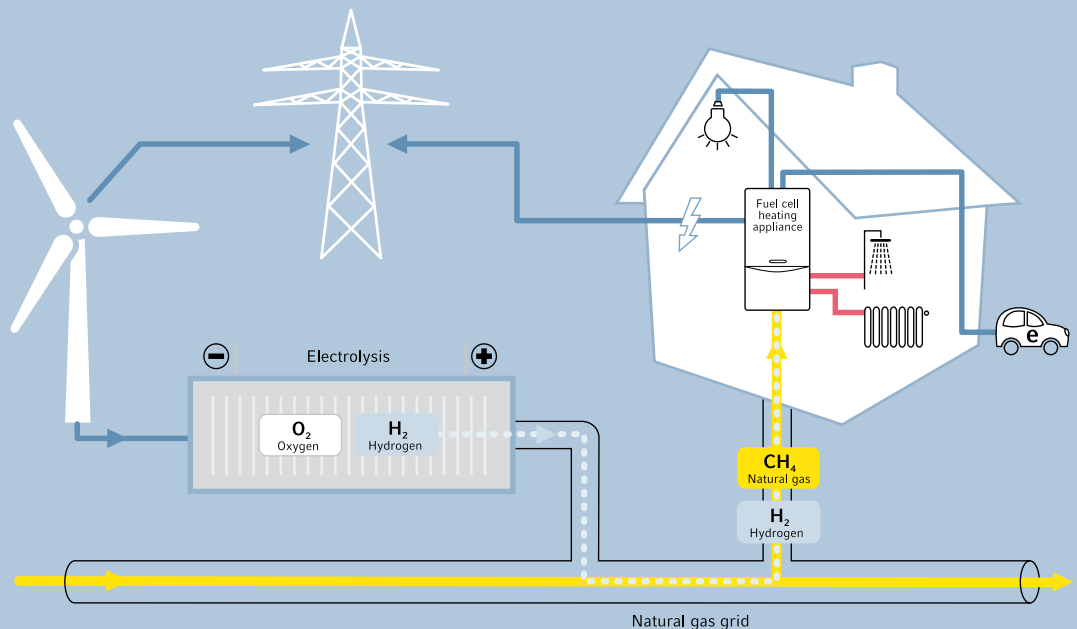 Fuel cell
heating
appliance
e
Electrolysis
O₂
Oxygen
H₂
Hydrogen
CH₄
Natural gas
H₂
Hydrogen
Natural gas grid